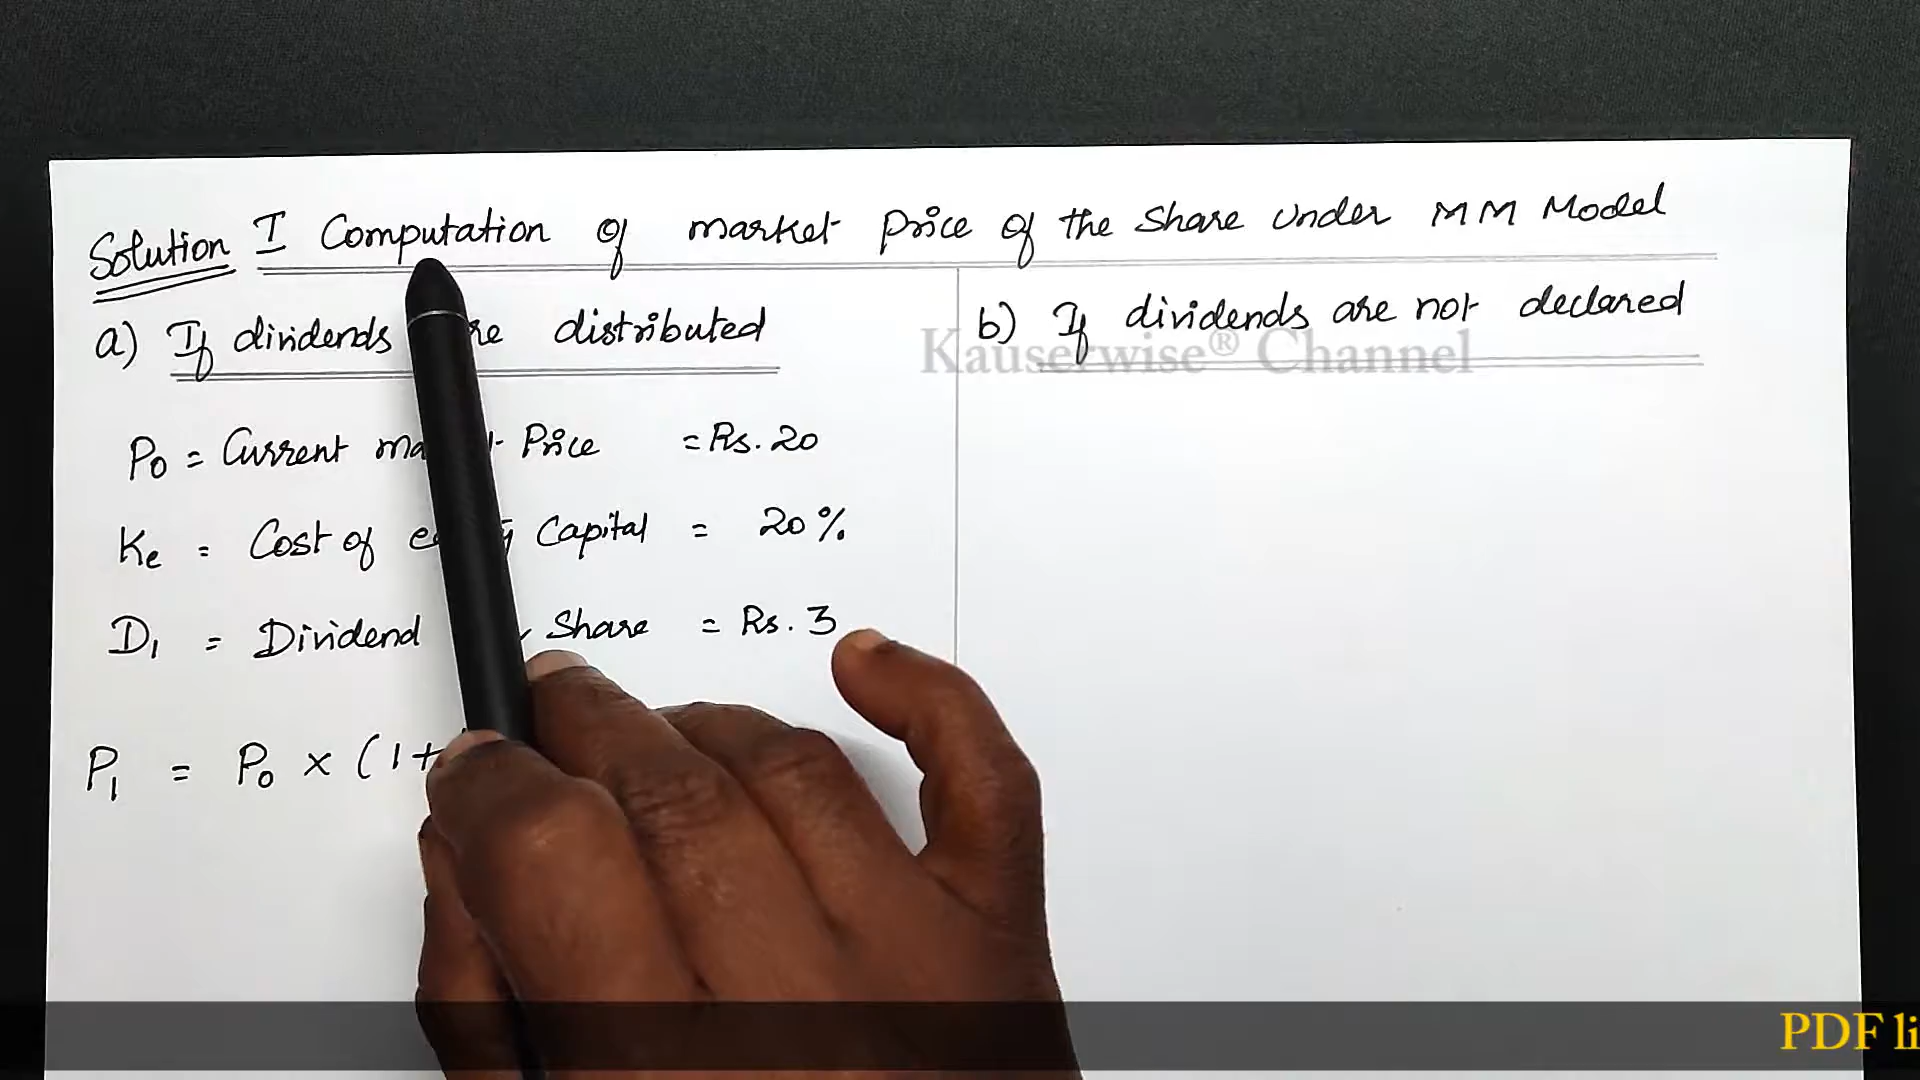 Solution I Computation of market Price of the Share Under MM Model
a) If dividends distributed
b) If dividends are not declared
Kauserwise® Channel
P0 = Current Price = Rs. 20
Ke = Cost of Capital = 20%
D1 = Dividend Share = Rs. 3
P1 = P0 × (1+
PDF li